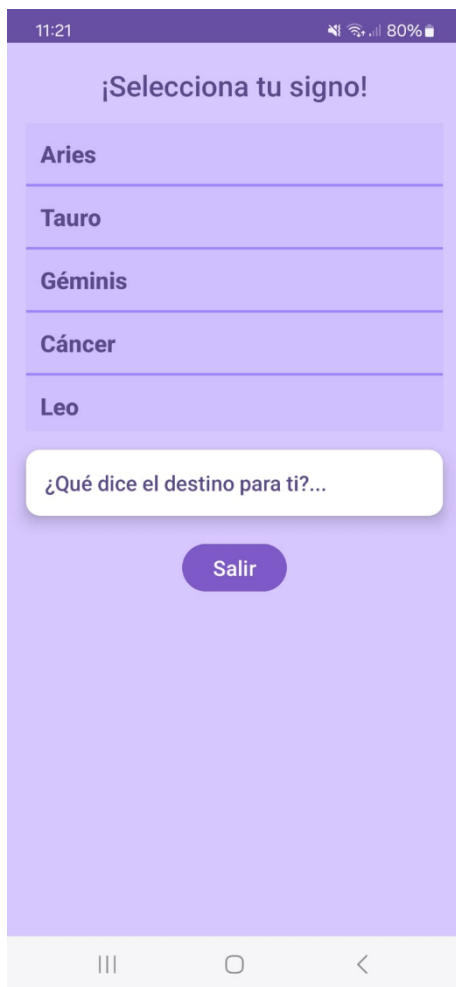 11:21 80%
¡Selecciona tu signo!
Aries
Tauro
Géminis
Cáncer
Leo
¿Qué dice el destino para ti?...
Salir